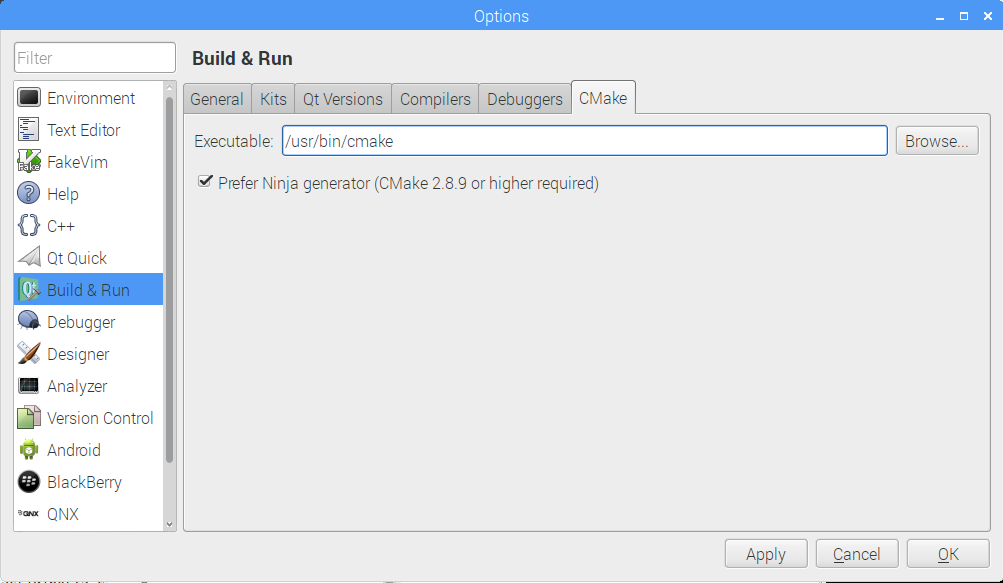 Options
Filter
Build & Run
Environment
Text Editor
FakeVim
Help
C++
Qt Quick
Build & Run
Debugger
Designer
Analyzer
Version Control
Android
BlackBerry
QNX
General Kits Qt Versions Compilers Debuggers CMake
Executable: /usr/bin/cmake Browse...
Prefer Ninja generator (CMake 2.8.9 or higher required)
Apply Cancel OK